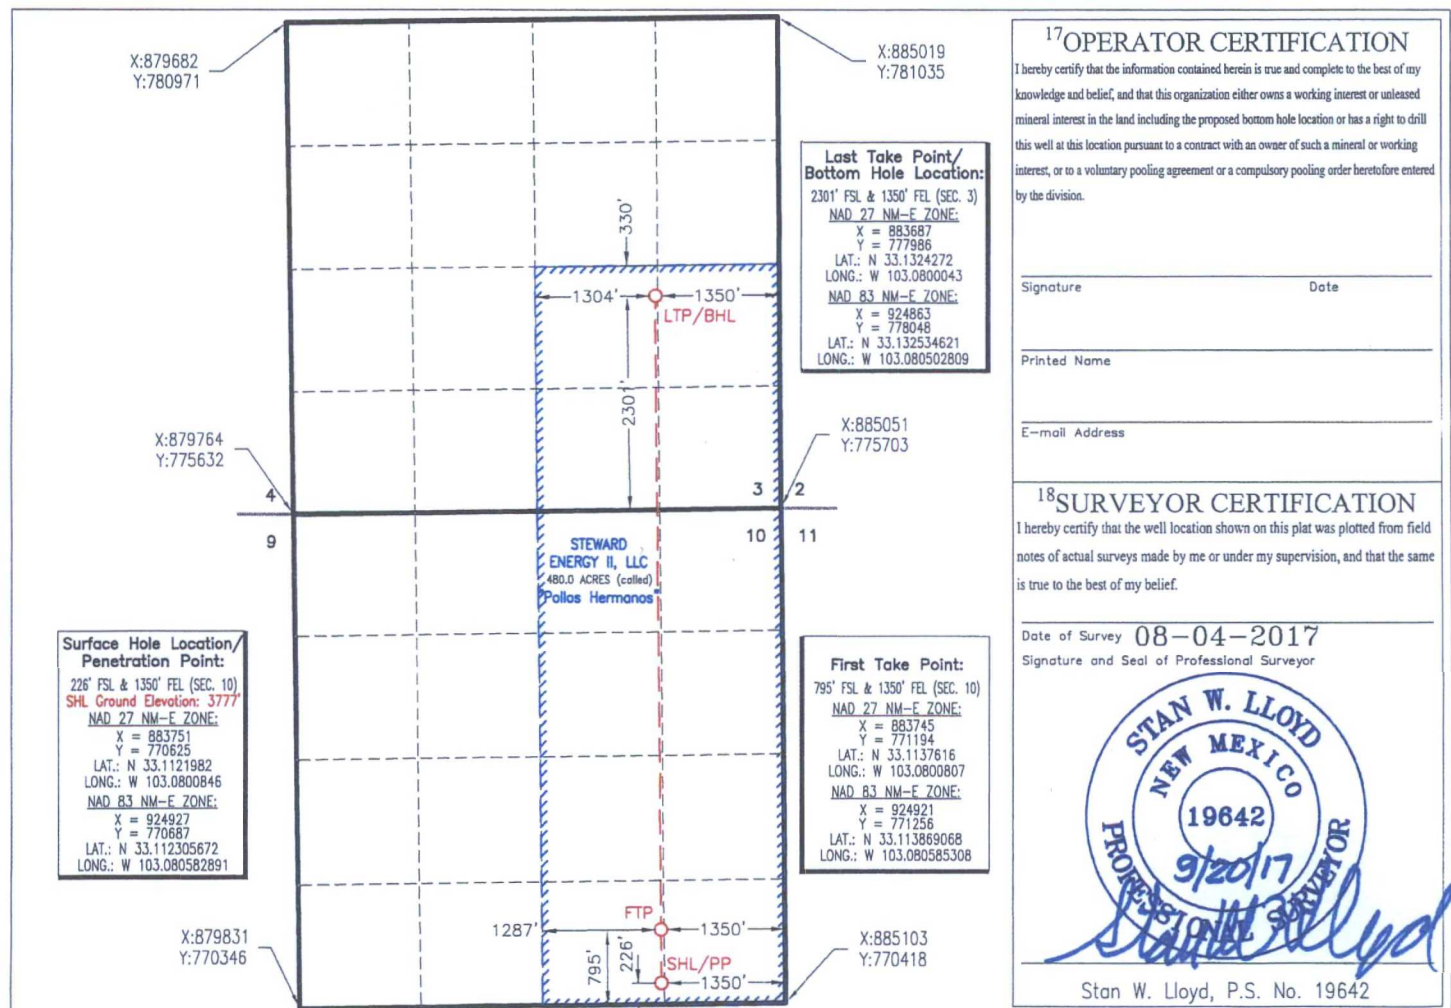 X:879682
Y:780971
X:885019
Y:781035
Last Take Point/
Bottom Hole Location:
2301' FSL & 1350' FEL (SEC. 3)
NAD 27 NM-E ZONE:
X = 883687
Y = 777986
LAT.: N 33.1324272
LONG.: W 103.0800043
NAD 83 NM-E ZONE:
X = 924863
Y = 778048
LAT.: N 33.132534621
LONG.: W 103.080502809
330'
1304'
1350'
LTP/BHL
2301'
X:879764
Y:775632
X:885051
Y:775703
4
3
2
9
10
11
STEWARD
ENERGY II, LLC
480.0 ACRES (called)
"Pollos Hermanos"
Surface Hole Location/
Penetration Point:
226' FSL & 1350' FEL (SEC. 10)
SHL Ground Elevation: 3777'
NAD 27 NM-E ZONE:
X = 883751
Y = 770625
LAT.: N 33.1121982
LONG.: W 103.0800846
NAD 83 NM-E ZONE:
X = 924927
Y = 770687
LAT.: N 33.112305672
LONG.: W 103.080582891
First Take Point:
795' FSL & 1350' FEL (SEC. 10)
NAD 27 NM-E ZONE:
X = 883745
Y = 771194
LAT.: N 33.1137616
LONG.: W 103.0800807
NAD 83 NM-E ZONE:
X = 924921
Y = 771256
LAT.: N 33.113869068
LONG.: W 103.080585308
FTP
1287'
1350'
795'
226'
SHL/PP
1350'
X:879831
Y:770346
X:885103
Y:770418
17 OPERATOR CERTIFICATION
I hereby certify that the information contained herein is true and complete to the best of my
knowledge and belief, and that this organization either owns a working interest or unleased
mineral interest in the land including the proposed bottom hole location or has a right to drill
this well at this location pursuant to a contract with an owner of such a mineral or working
interest, or to a voluntary pooling agreement or a compulsory pooling order heretofore entered
by the division.
Signature Date
Printed Name
E-mail Address
18 SURVEYOR CERTIFICATION
I hereby certify that the well location shown on this plat was plotted from field
notes of actual surveys made by me or under my supervision, and that the same
is true to the best of my belief.
Date of Survey 08-04-2017
Signature and Seal of Professional Surveyor
STAN W. LLOYD
NEW MEXICO
19642
9/20/17
PROFESSIONAL SURVEYOR
Stan W. Lloyd
Stan W. Lloyd, P.S. No. 19642